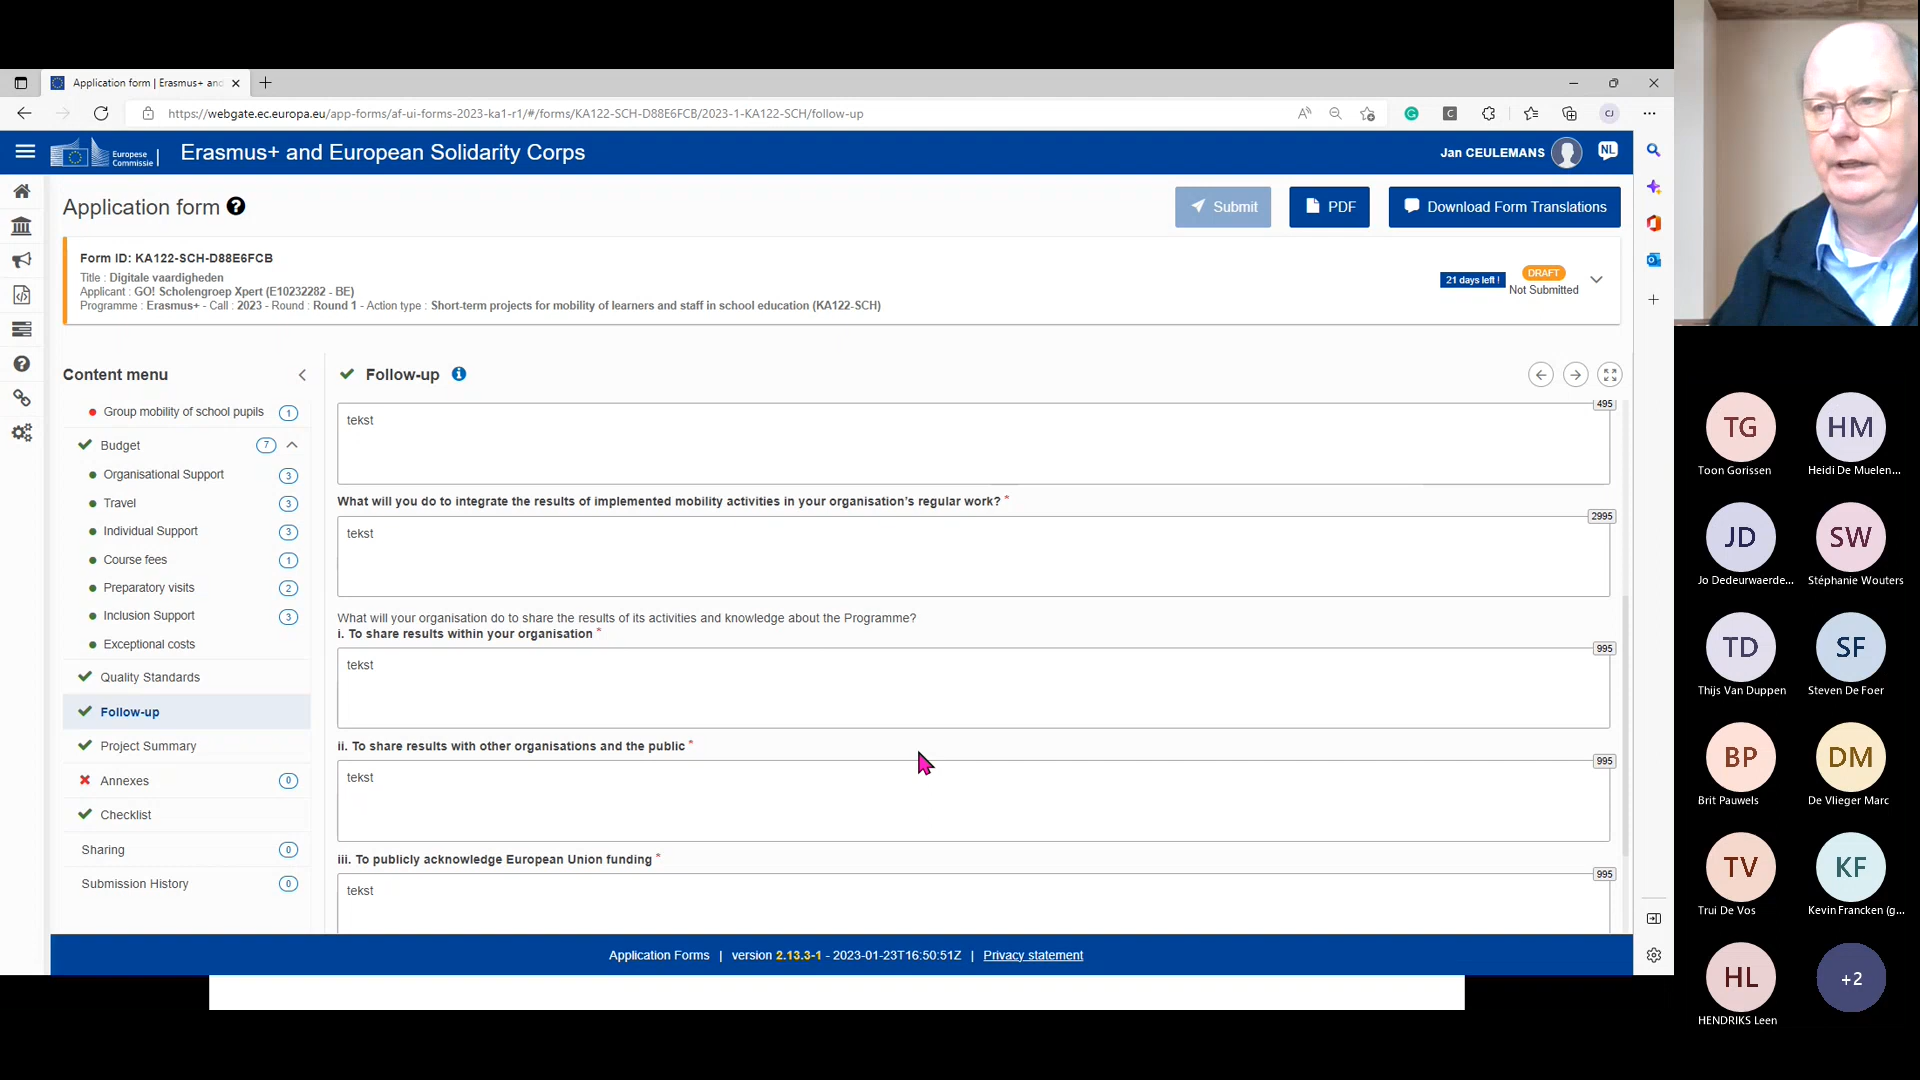 Application form | Erasmus+ and
https://webgate.ec.europa.eu/app-forms/af-ui-forms-2023-ka1-r1/#/forms/KA122-SCH-D88E6FCB/2023-1-KA122-SCH/follow-up
CJ
Europese
Commissie
Erasmus+ and European Solidarity Corps
Jan CEULEMANS
NL
Application form
Submit
PDF
Download Form Translations
Form ID: KA122-SCH-D88E6FCB
Title : Digitale vaardigheden
Applicant : GO! Scholengroep Xpert (E10232282 - BE)
Programme : Erasmus+ - Call : 2023 - Round : Round 1 - Action type : Short-term projects for mobility of learners and staff in school education (KA122-SCH)
21 days left !
DRAFT
Not Submitted
Content menu
Group mobility of school pupils 1
Budget 7
Organisational Support 3
Travel 3
Individual Support 3
Course fees 1
Preparatory visits 2
Inclusion Support 3
Exceptional costs
Quality Standards
Follow-up
Project Summary
Annexes 0
Checklist
Sharing 0
Submission History 0
Follow-up
495
tekst
What will you do to integrate the results of implemented mobility activities in your organisation's regular work? *
2995
tekst
What will your organisation do to share the results of its activities and knowledge about the Programme?
i. To share results within your organisation *
995
tekst
ii. To share results with other organisations and the public *
995
tekst
iii. To publicly acknowledge European Union funding *
995
tekst
Application Forms | version 2.13.3-1 - 2023-01-23T16:50:51Z | Privacy statement
TG
Toon Gorissen
HM
Heidi De Muelen...
JD
Jo Dedeurwaerde...
SW
Stéphanie Wouters
TD
Thijs Van Duppen
SF
Steven De Foer
BP
Brit Pauwels
DM
De Vlieger Marc
TV
Trui De Vos
KF
Kevin Francken (g...
HL
HENDRIKS Leen
+2